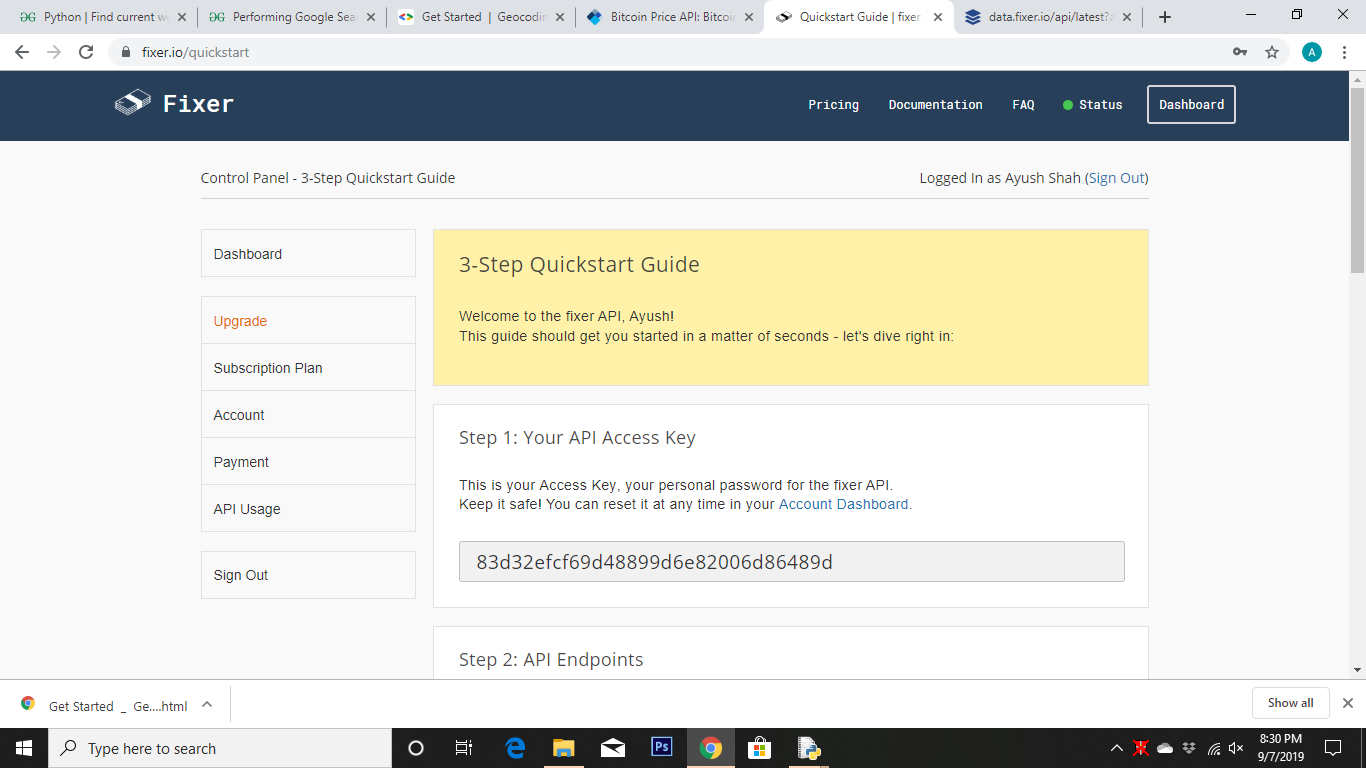 Python | Find current we
Performing Google Sear
Get Started | Geocodin
Bitcoin Price API: Bitcoin
Quickstart Guide | fixer
data.fixer.io/api/latest?a
fixer.io/quickstart
A
Fixer
Pricing
Documentation
FAQ
Status
Dashboard
Control Panel - 3-Step Quickstart Guide
Logged In as Ayush Shah (Sign Out)
Dashboard
Upgrade
Subscription Plan
Account
Payment
API Usage
Sign Out
3-Step Quickstart Guide
Welcome to the fixer API, Ayush!
This guide should get you started in a matter of seconds - let's dive right in:
Step 1: Your API Access Key
This is your Access Key, your personal password for the fixer API.
Keep it safe! You can reset it at any time in your Account Dashboard.
83d32efcf69d48899d6e82006d86489d
Step 2: API Endpoints
Get Started _ Ge....html
Show all
Type here to search
Ps
8:30 PM
9/7/2019